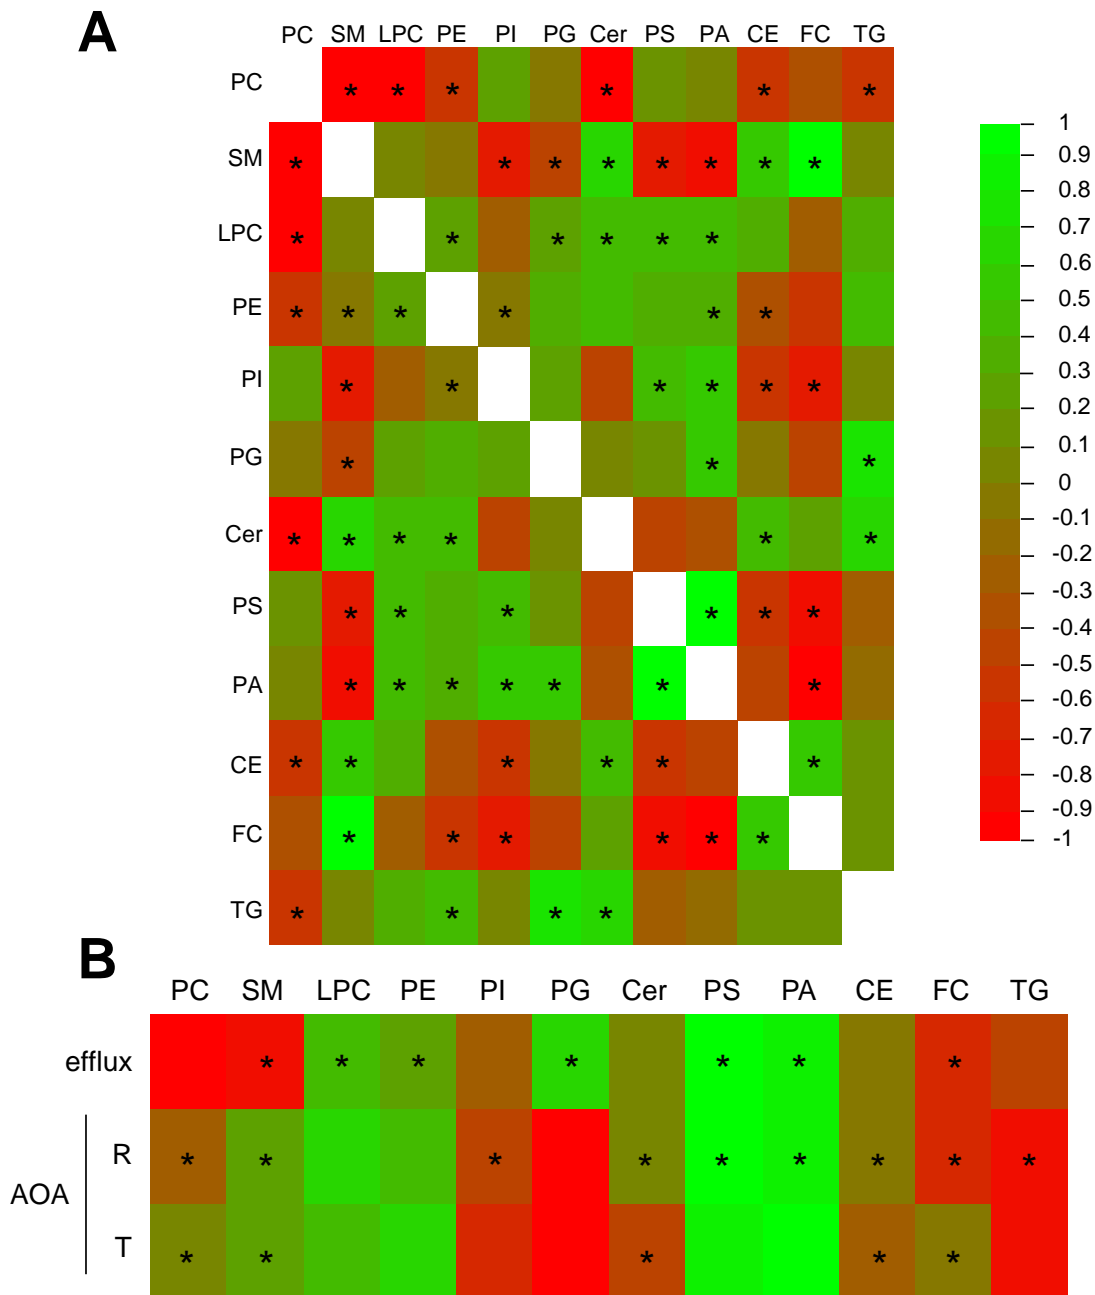 A
PC SM LPC PE PI PG Cer PS PA CE FC TG
PC * * * * * *
SM * * * * * * * *
LPC * * * * * *
PE * * * * * *
PI * * * * * *
PG * * *
Cer * * * * * *
PS * * * * * *
PA * * * * * * *
CE * * * * * *
FC * * * * * *
TG * * * *
1
0.9
0.8
0.7
0.6
0.5
0.4
0.3
0.2
0.1
0
-0.1
-0.2
-0.3
-0.4
-0.5
-0.6
-0.7
-0.8
-0.9
-1
B
PC SM LPC PE PI PG Cer PS PA CE FC TG
efflux * * * * * * *
R * * * * * * * * *
AOA
T * * * * *